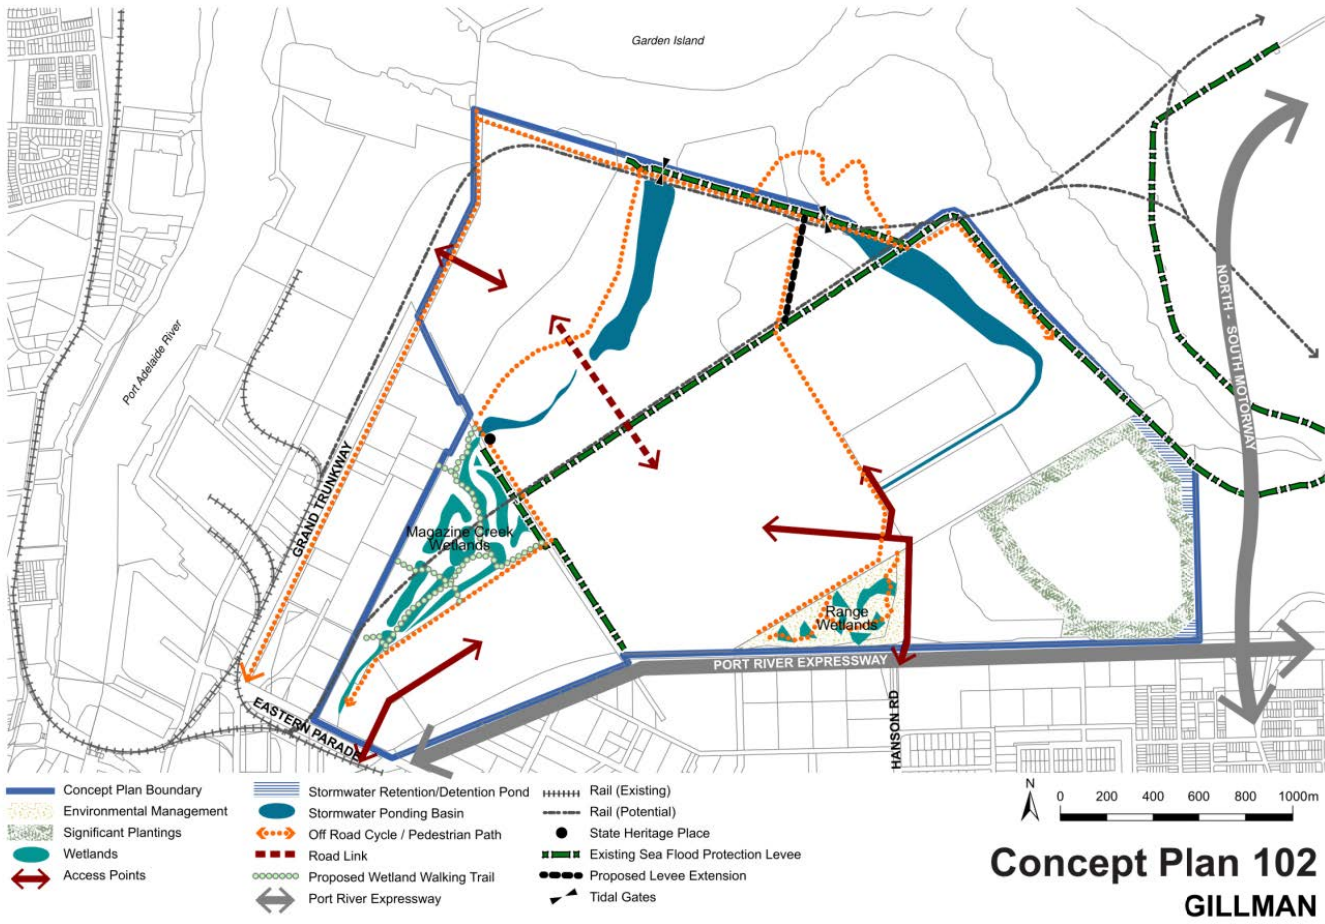 Garden Island
Port Adelaide River
GRAND TRUNKWAY
NORTH - SOUTH MOTORWAY
Magazine Creek
Wetlands
Range
Wetlands
PORT RIVER EXPRESSWAY
EASTERN PARADE
HANSON RD
Concept Plan Boundary
Environmental Management
Significant Plantings
Wetlands
Access Points
Stormwater Retention/Detention Pond
Stormwater Ponding Basin
Off Road Cycle / Pedestrian Path
Road Link
Proposed Wetland Walking Trail
Port River Expressway
Rail (Existing)
Rail (Potential)
State Heritage Place
Existing Sea Flood Protection Levee
Proposed Levee Extension
Tidal Gates
N
0 200 400 600 800 1000m
Concept Plan 102
GILLMAN